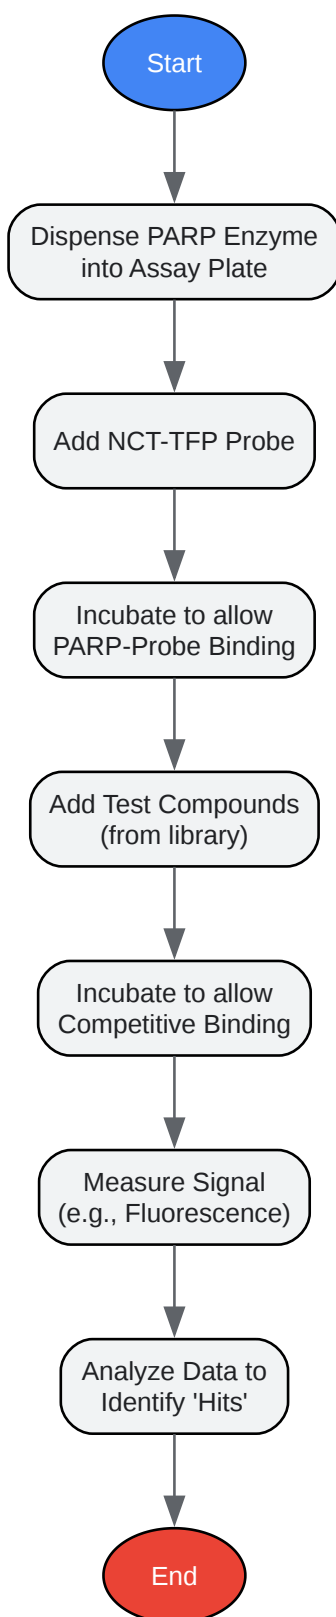 Start
Dispense PARP Enzyme
into Assay Plate
Add NCT-TFP Probe
Incubate to allow
PARP-Probe Binding
Add Test Compounds
(from library)
Incubate to allow
Competitive Binding
Measure Signal
(e.g., Fluorescence)
Analyze Data to
Identify 'Hits'
End